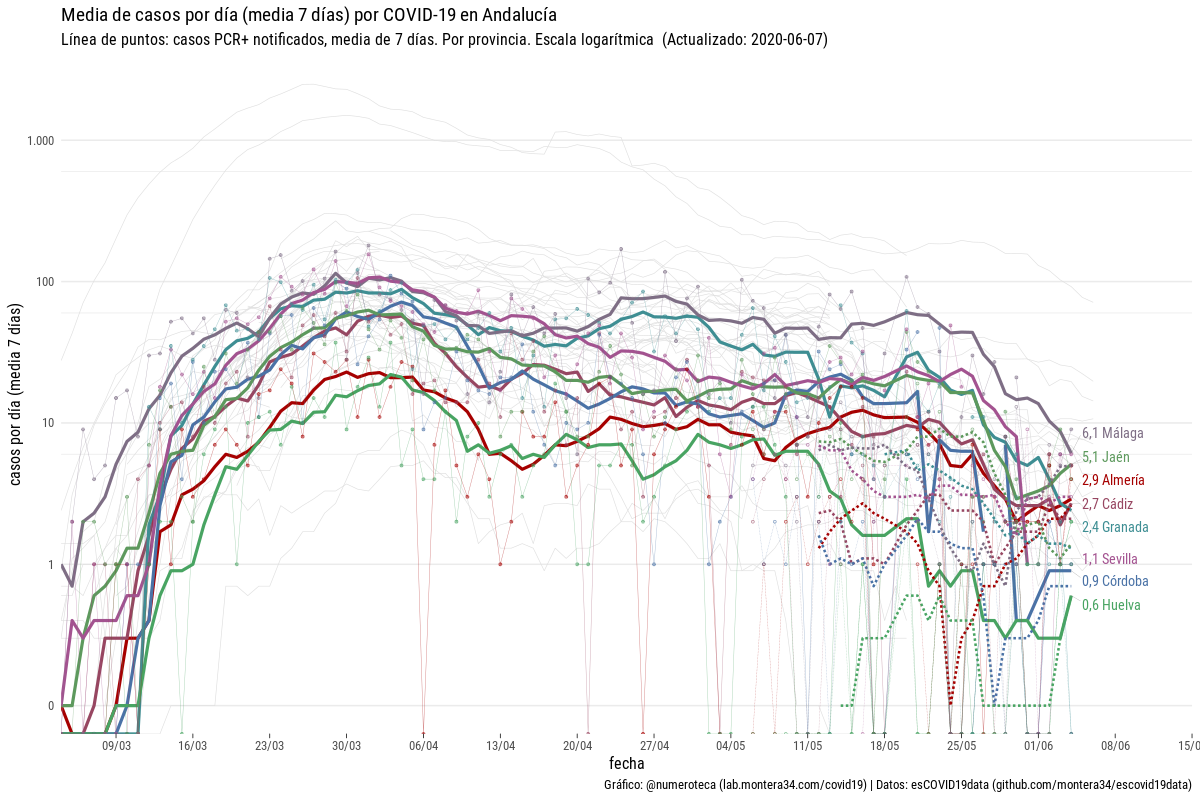 Media de casos por día (media 7 días) por COVID-19 en Andalucía
Línea de puntos: casos PCR+ notificados, media de 7 días. Por provincia. Escala logarítmica (Actualizado: 2020-06-07)
casos por día (media 7 días)
1.000
100
10
1
0
6,1 Málaga
5,1 Jaén
2,9 Almería
2,7 Cádiz
2,4 Granada
1,1 Sevilla
0,9 Córdoba
0,6 Huelva
09/03 16/03 23/03 30/03 06/04 13/04 20/04 27/04 04/05 11/05 18/05 25/05 01/06 08/06 15/0
fecha
Gráfico: @numeroteca (lab.montera34.com/covid19) | Datos: esCOVID19data (github.com/montera34/escovid19data)